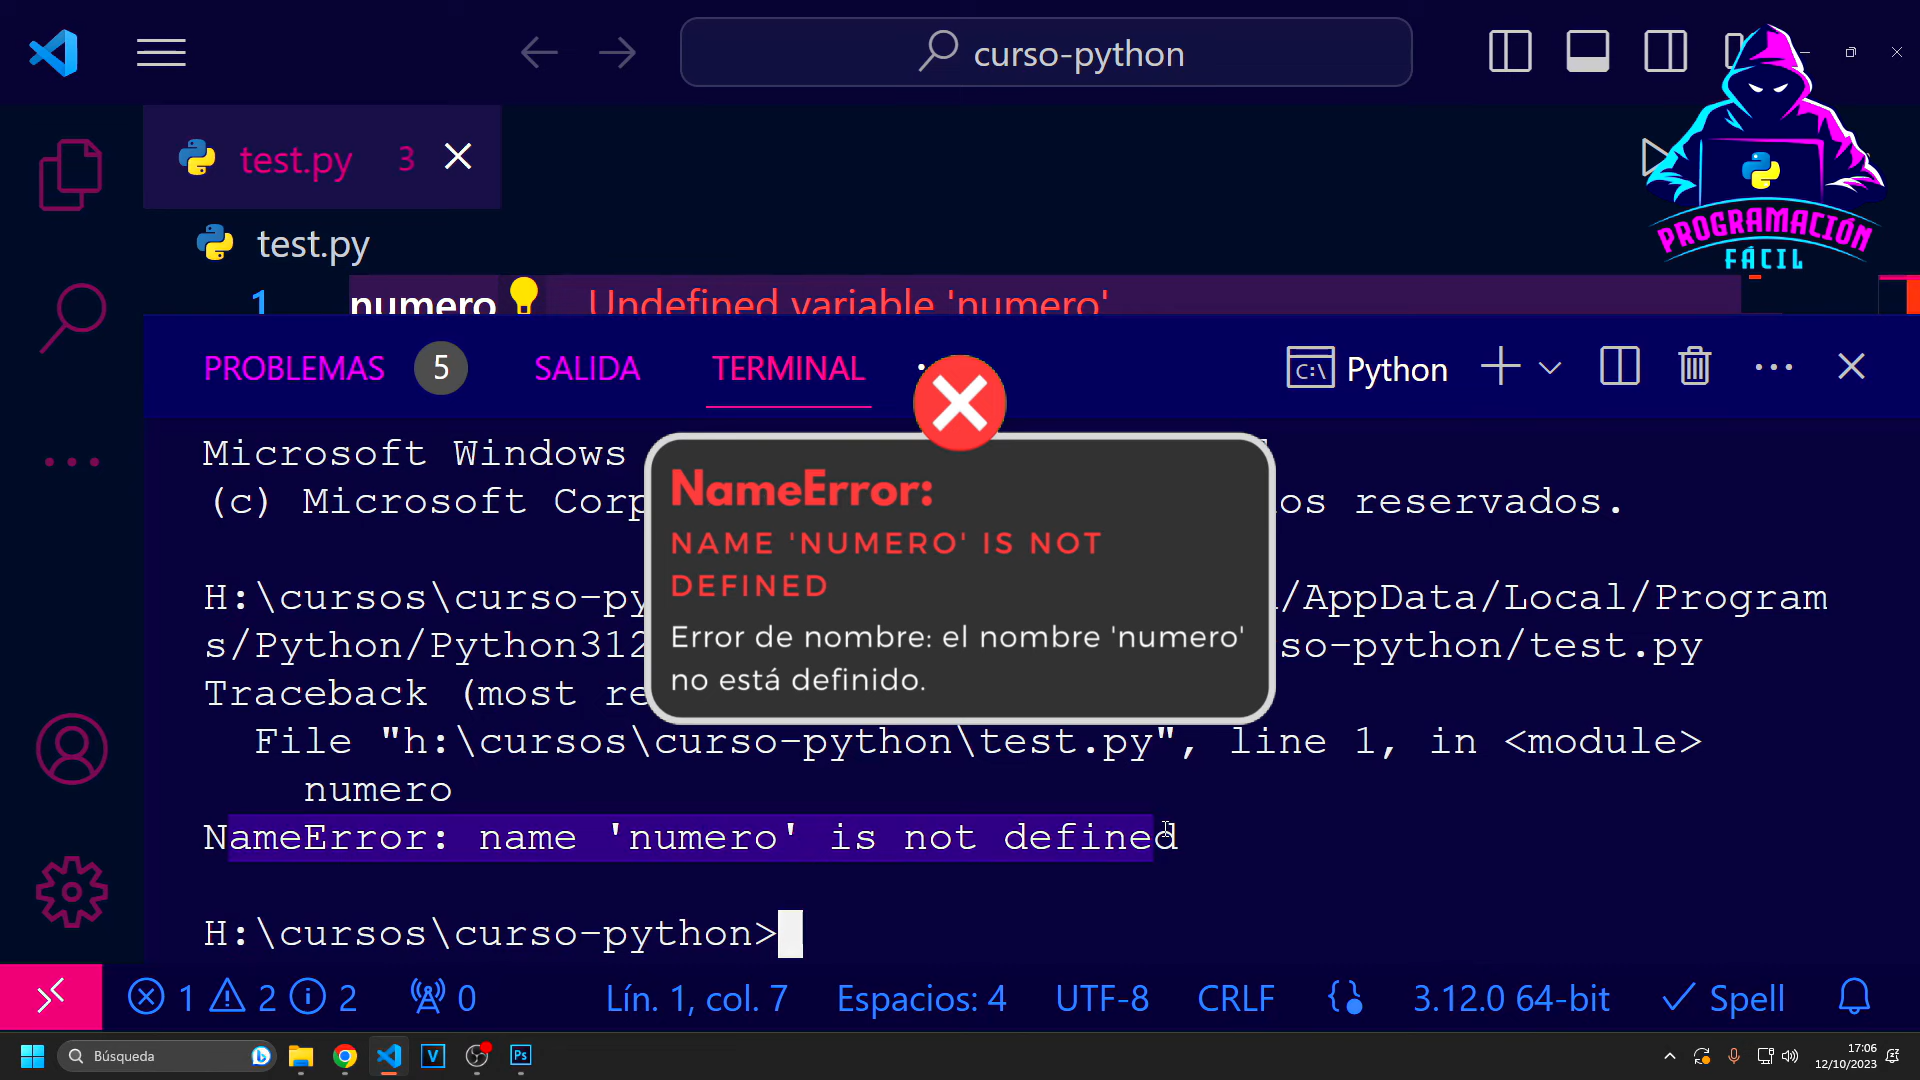 curso-python
test.py 3
test.py
PROGRAMACIÓN
FÁCIL
1 numero Undefined variable 'numero'
PROBLEMAS 5 SALIDA TERMINAL Python
Microsoft Windows
(c) Microsoft Corp os reservados.
NameError:
NAME 'NUMERO' IS NOT
DEFINED
Error de nombre: el nombre 'numero'
no está definido.
H:\cursos\curso-py /AppData/Local/Program
s/Python/Python312 so-python/test.py
Traceback (most re
File "h:\cursos\curso-python\test.py", line 1, in <module>
numero
NameError: name 'numero' is not defined
H:\cursos\curso-python>
1 2 2 0 Lín. 1, col. 7 Espacios: 4 UTF-8 CRLF 3.12.0 64-bit Spell
Búsqueda
17:06
12/10/2023